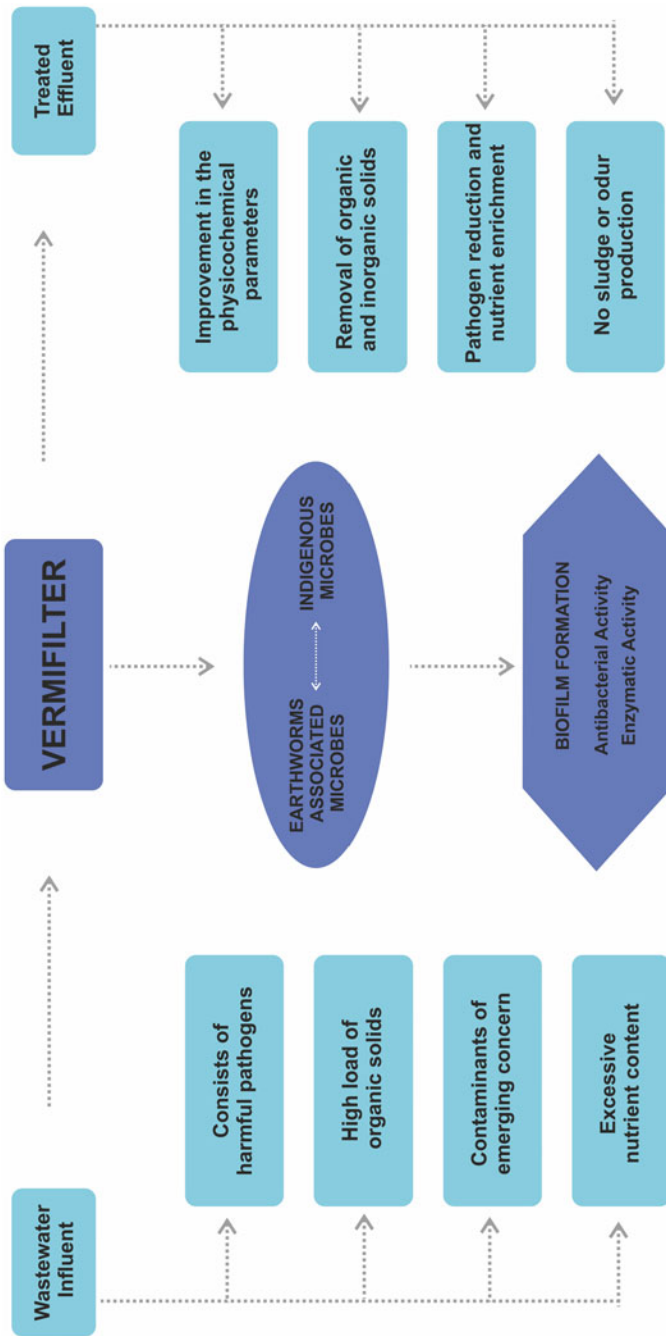 Wastewater
Influent
VERMIFILTER
Treated
Effluent
Consists of
harmful pathogens
High load of
organic solids
Contaminants of
emerging concern
Excessive
nutrient content
EARTHWORMS
ASSOCIATED
MICROBES
INDIGENOUS
MICROBES
BIOFILM FORMATION
Antibacterial Activity
Enzymatic Activity
Improvement in the
physicochemical
parameters
Removal of organic
and inorganic solids
Pathogen reduction and
nutrient enrichment
No sludge or odur
production